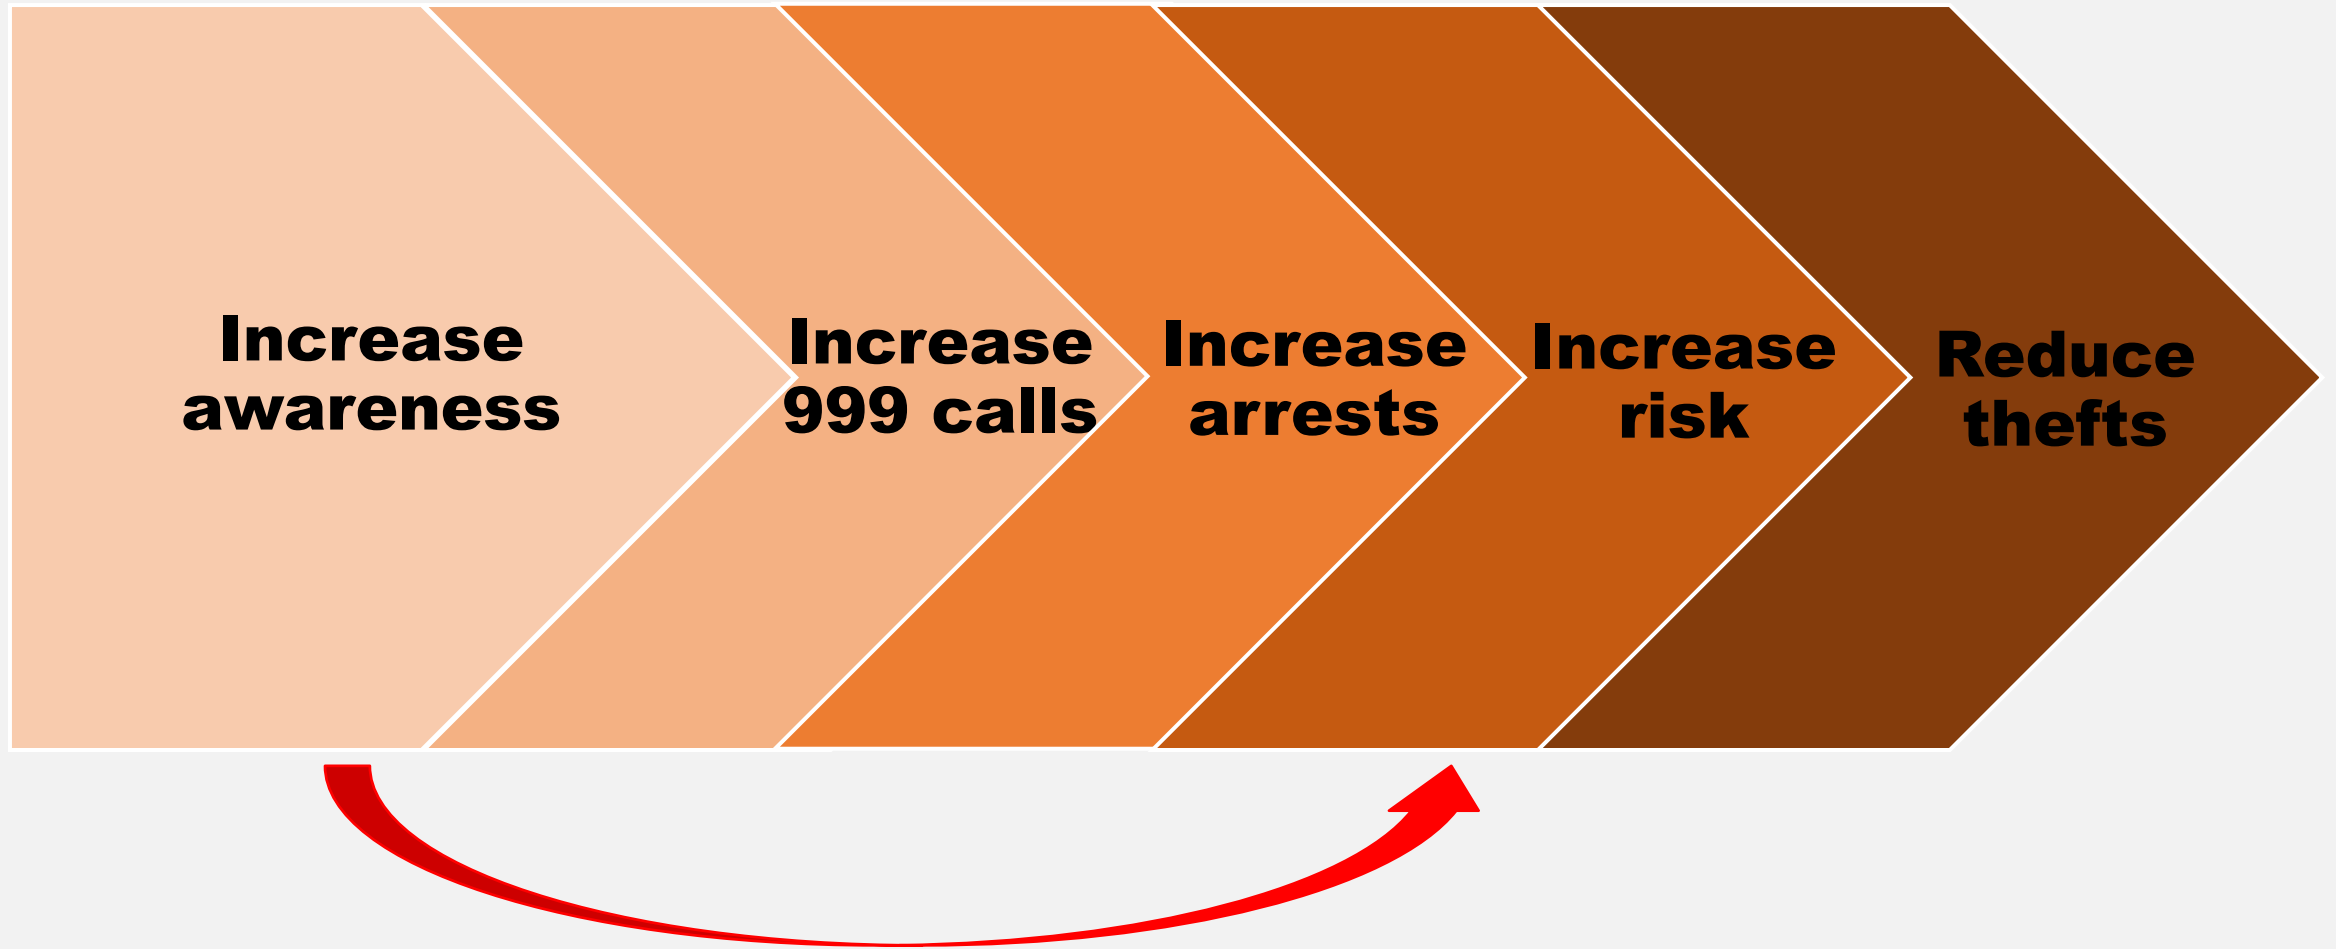 Increase
awareness
Increase
999 calls
Increase
arrests
Increase
risk
Reduce
thefts